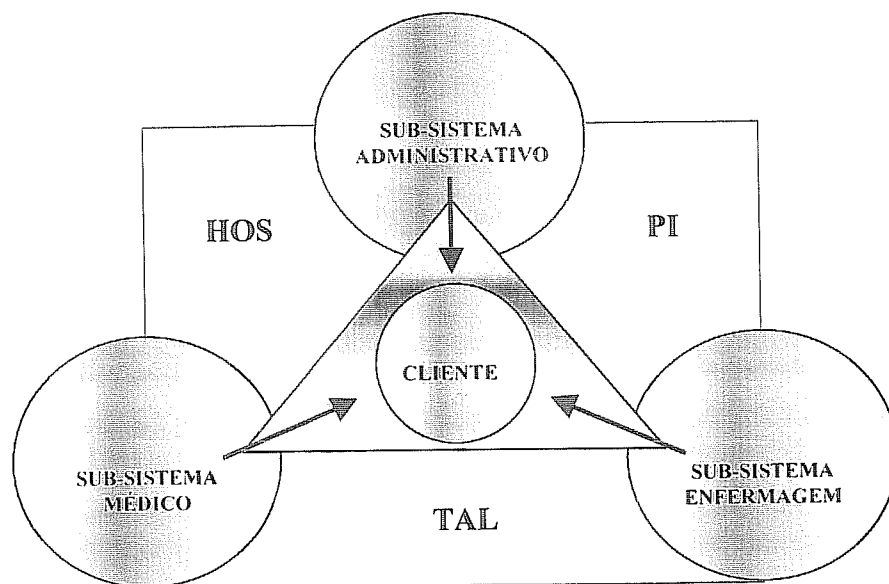 SUB-SISTEMA
ADMINISTRATIVO
HOS
PI
CLIENTE
SUB-SISTEMA
MÉDICO
SUB-SISTEMA
ENFERMAGEM
TAL